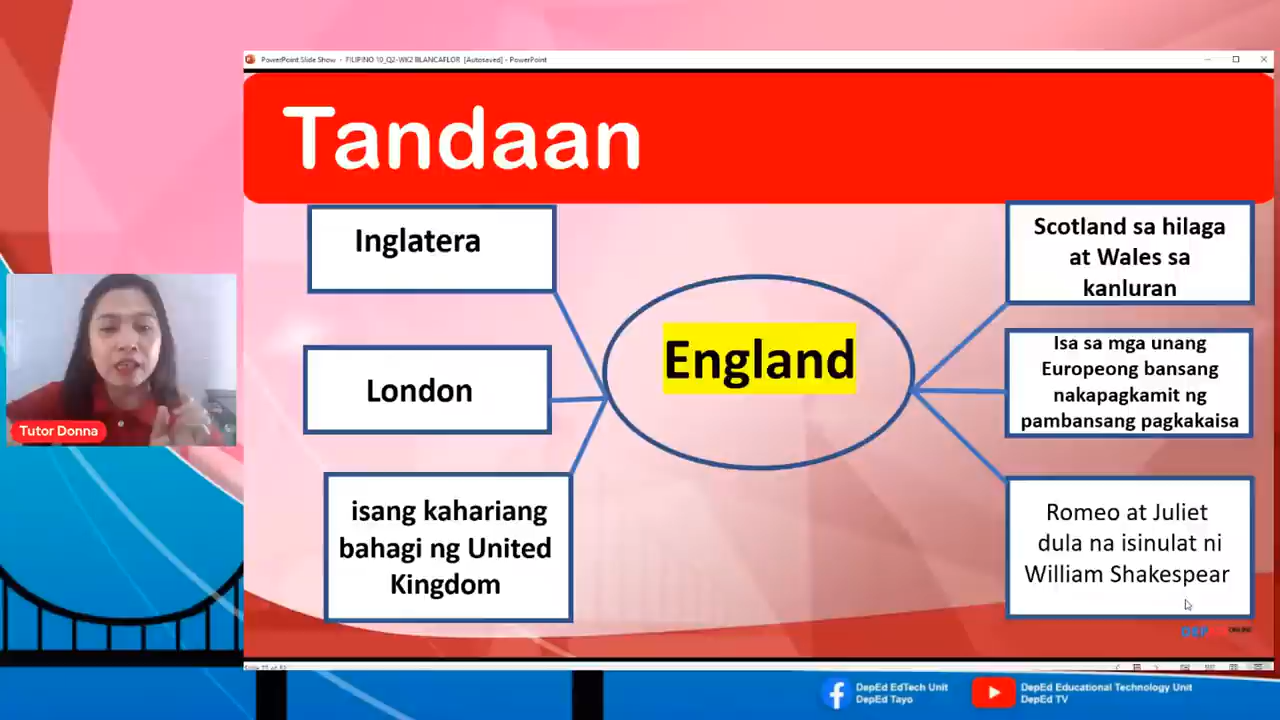 PowerPoint Slide Show - FILIPINO 10_Q2-WK2 BLANCAFLOR [Autosaved] - PowerPoint
Tandaan
Inglatera
London
isang kahariang
bahagi ng United
Kingdom
England
Scotland sa hilaga
at Wales sa
kanluran
Isa sa mga unang
Europeong bansang
nakapagkamit ng
pambansang pagkakaisa
Romeo at Juliet
dula na isinulat ni
William Shakespear
Tutor Donna
DepEd EdTech Unit
DepEd Tayo
DepEd Educational Technology Unit
DepEd TV